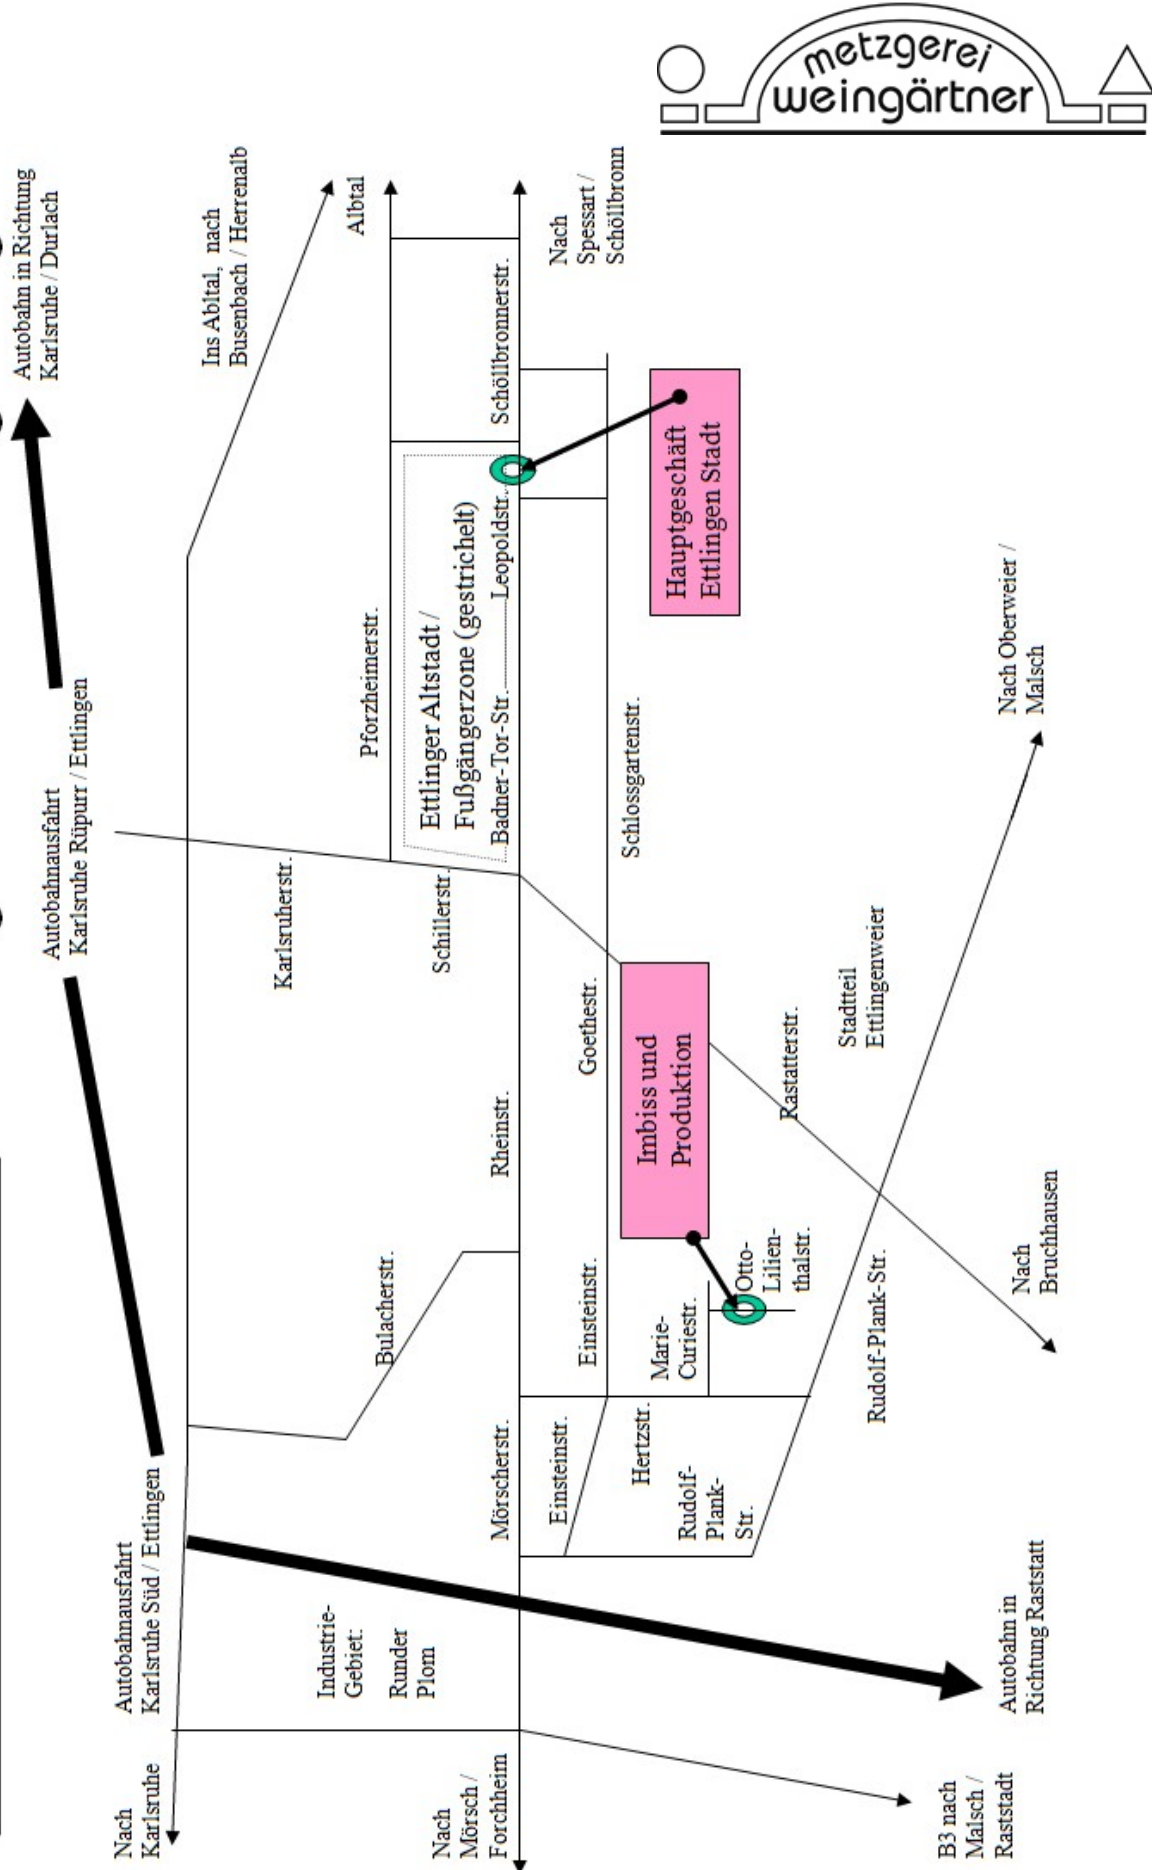 metzgerei
weingärtner
Autobahn in Richtung
Karlsruhe / Durlach
Autobahnausfahrt
Karlsruhe Rüpurr / Ettlingen
Autobahnausfahrt
Karlsruhe Süd / Ettlingen
Nach
Karlsruhe
Ins Abltal, nach
Busenbach / Herrenalb
Karlsruherstr.
Bulacherstr.
Industrie-
Gebiet:
Runder
Plom
Albtal
Pforzheimerstr.
Ettlinger Altstadt /
Fußgängerzone (gestrichelt)
Schillerstr.
Schöllbronnerstr.
Leopoldstr.
Badner-Tor-Str.
Rheinstr.
Mörscherstr.
Nach
Mörsch /
Forchheim
Nach
Spessart /
Schöllbronn
Goethestr.
Einsteinstr.
Einsteinstr.
Schlossgartenstr.
Hauptgeschäft
Ettlingen Stadt
Imbiss und
Produktion
Marie-
Curiestr.
Hertzstr.
Rudolf-
Plank-
Str.
Otto-
Lilien-
thalstr.
Rastatterstr.
Stadtteil
Ettlingenweier
Rudolf-Plank-Str.
Nach Oberweier /
Malsch
Nach
Bruchhausen
Autobahn in
Richtung Raststatt
B3 nach
Malsch /
Raststadt